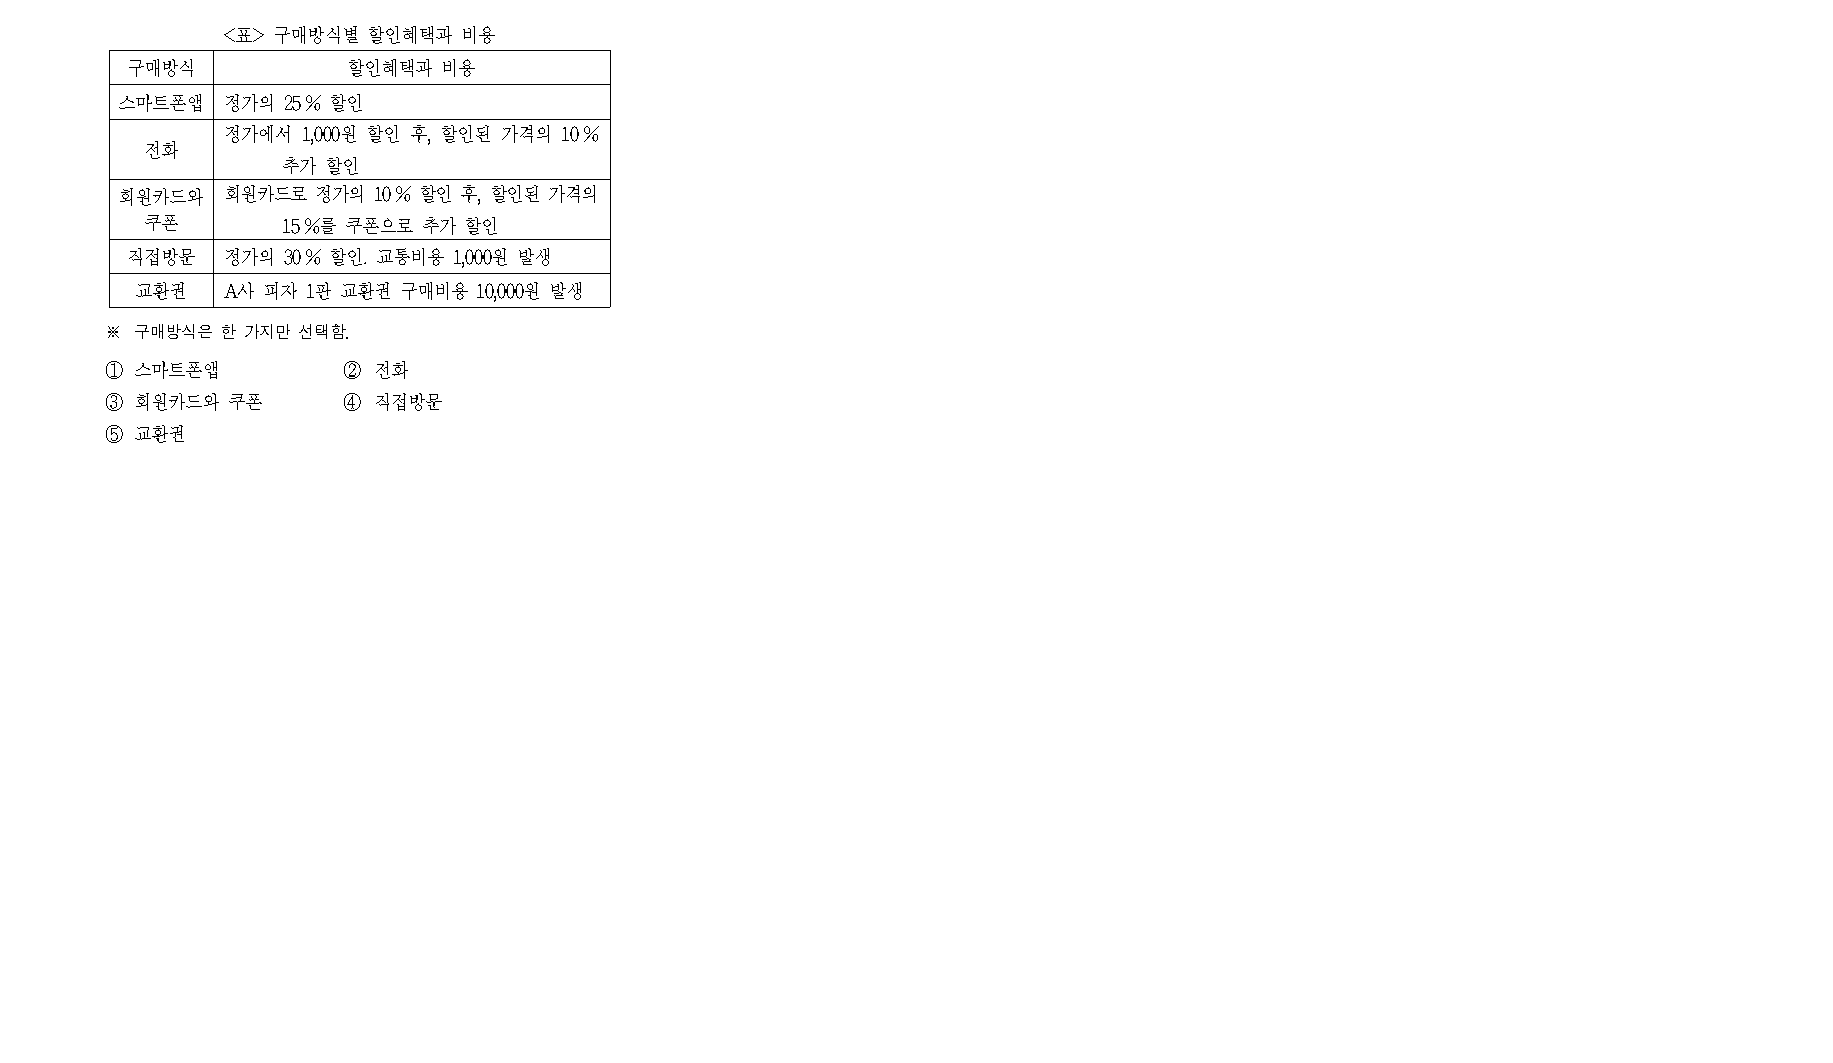 <표> 구매방식별 할인혜택과 비용
구매방식 할인혜택과 비용
스마트폰앱 정가의 25% 할인
전화 정가에서 1,000원 할인 후, 할인된 가격의 10%
추가 할인
회원카드와 쿠폰 회원카드로 정가의 10% 할인 후, 할인된 가격의
15%를 쿠폰으로 추가 할인
직접방문 정가의 30% 할인. 교통비용 1,000원 발생
교환권 A사 피자 1판 교환권 구매비용 10,000원 발생
※ 구매방식은 한 가지만 선택함.
① 스마트폰앱 ② 전화
③ 회원카드와 쿠폰 ④ 직접방문
⑤ 교환권